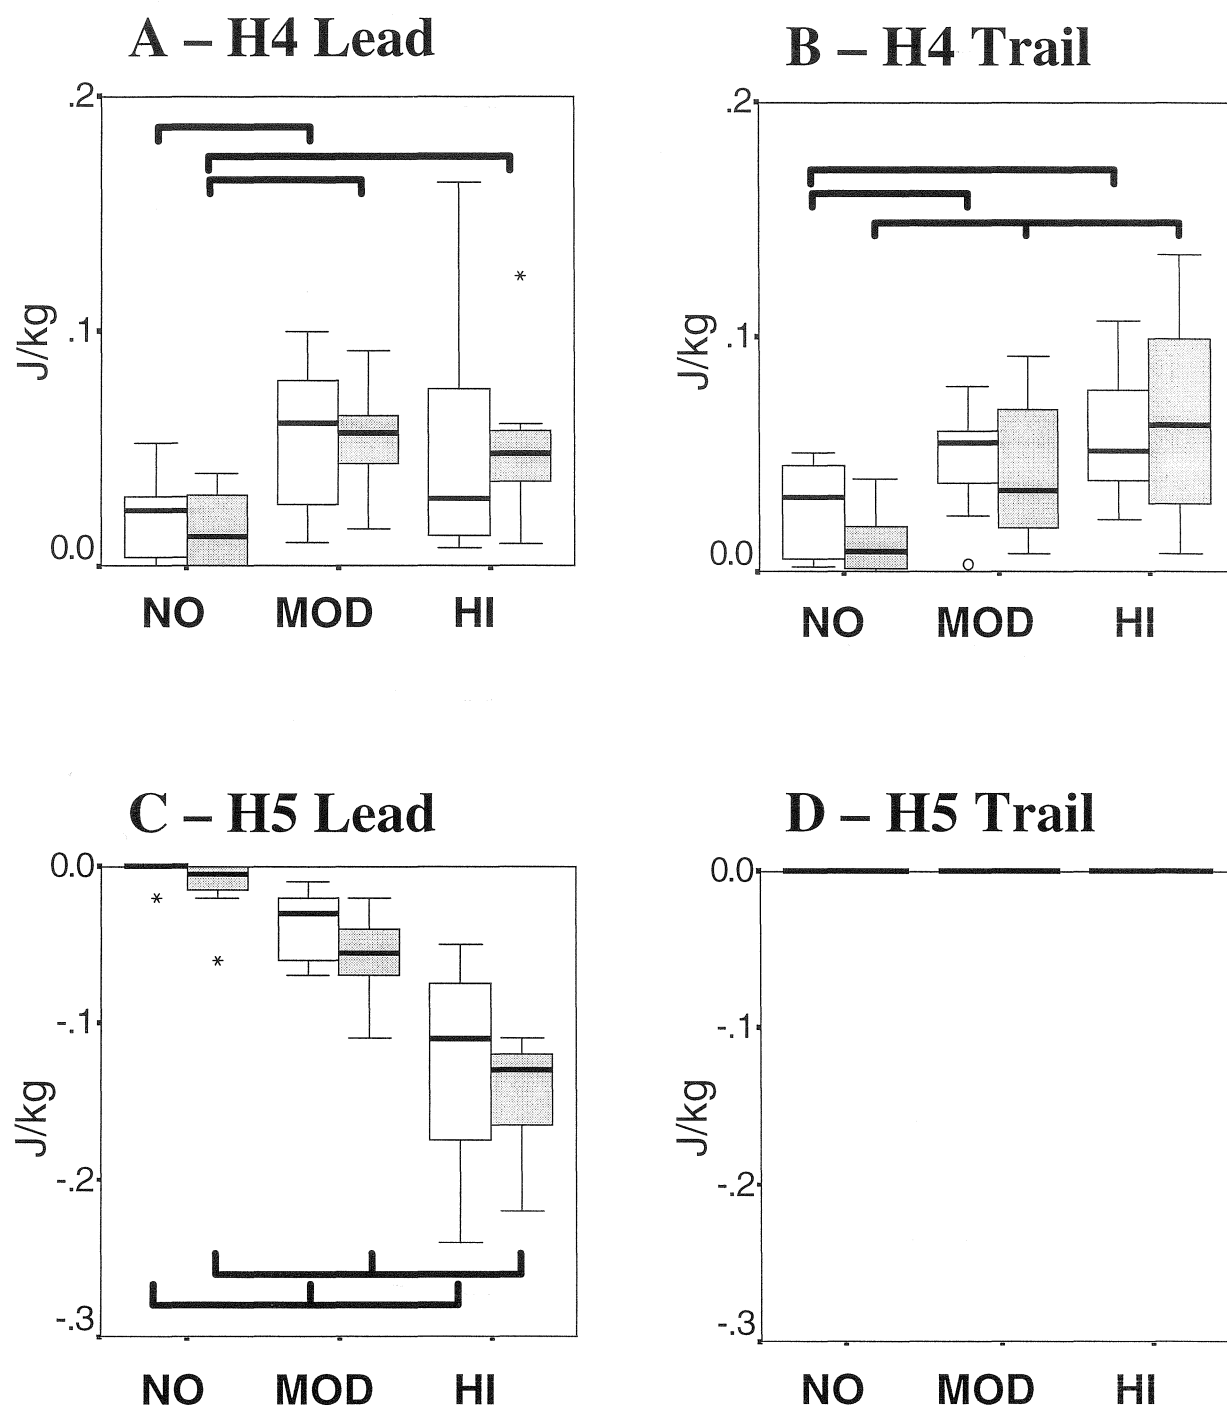 A – H4 Lead
B – H4 Trail
.2
.1
0.0
J/kg
NO MOD HI
.2
.1
0.0
J/kg
NO MOD HI
C – H5 Lead
D – H5 Trail
0.0
-.1
-.2
-.3
J/kg
NO MOD HI
0.0
-.1
-.2
-.3
J/kg
NO MOD HI